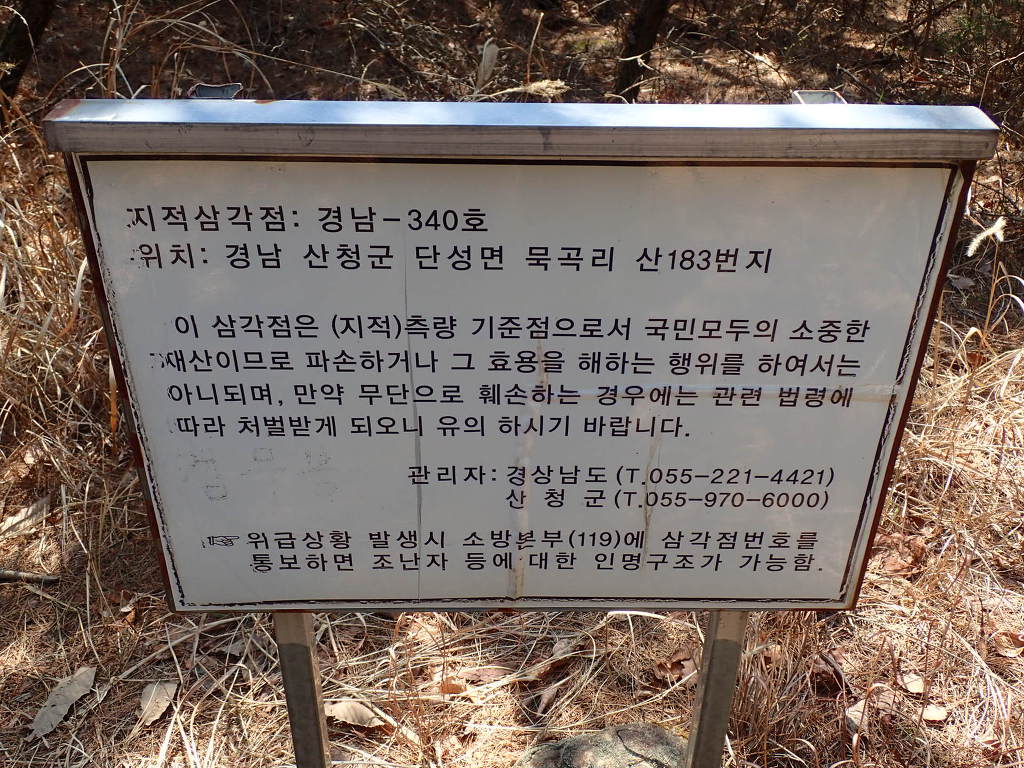 지적삼각점: 경남-340호
위치: 경남 산청군 단성면 묵곡리 산183번지
이 삼각점은 (지적)측량 기준점으로서 국민모두의 소중한
재산이므로 파손하거나 그 효용을 해하는 행위를 하여서는
아니되며, 만약 무단으로 훼손하는 경우에는 관련 법령에
따라 처벌받게 되오니 유의 하시기 바랍니다.
관리자: 경상남도 (T.055-221-4421)
산 청 군 (T.055-970-6000)
☞ 위급상황 발생시 소방본부(119)에 삼각점번호를
통보하면 조난자 등에 대한 인명구조가 가능함.